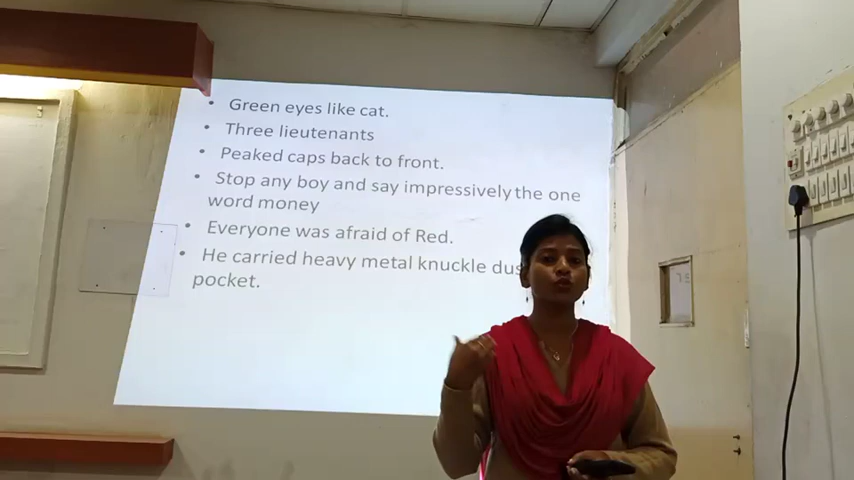 Green eyes like cat.
Three lieutenants
Peaked caps back to front.
Stop any boy and say impressively the one
word money
Everyone was afraid of Red.
He carried heavy metal knuckle
pocket.